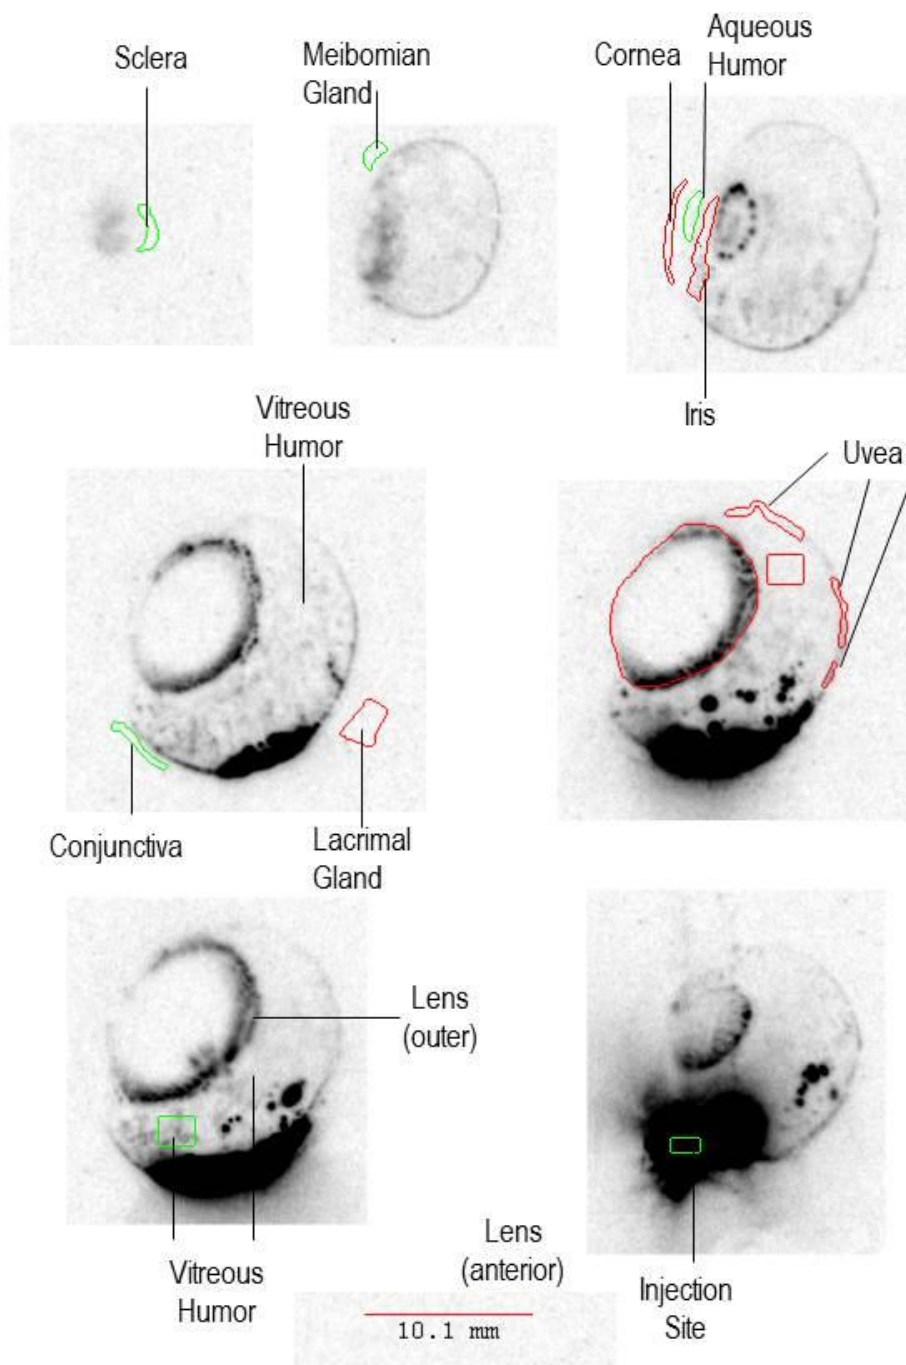 Sclera
Meibomian
Gland
Cornea
Aqueous
Humor
Iris
Vitreous
Humor
Uvea
Conjunctiva
Lacrimal
Gland
Lens
(outer)
Lens
(anterior)
Vitreous
Humor
Injection
Site
10.1 mm